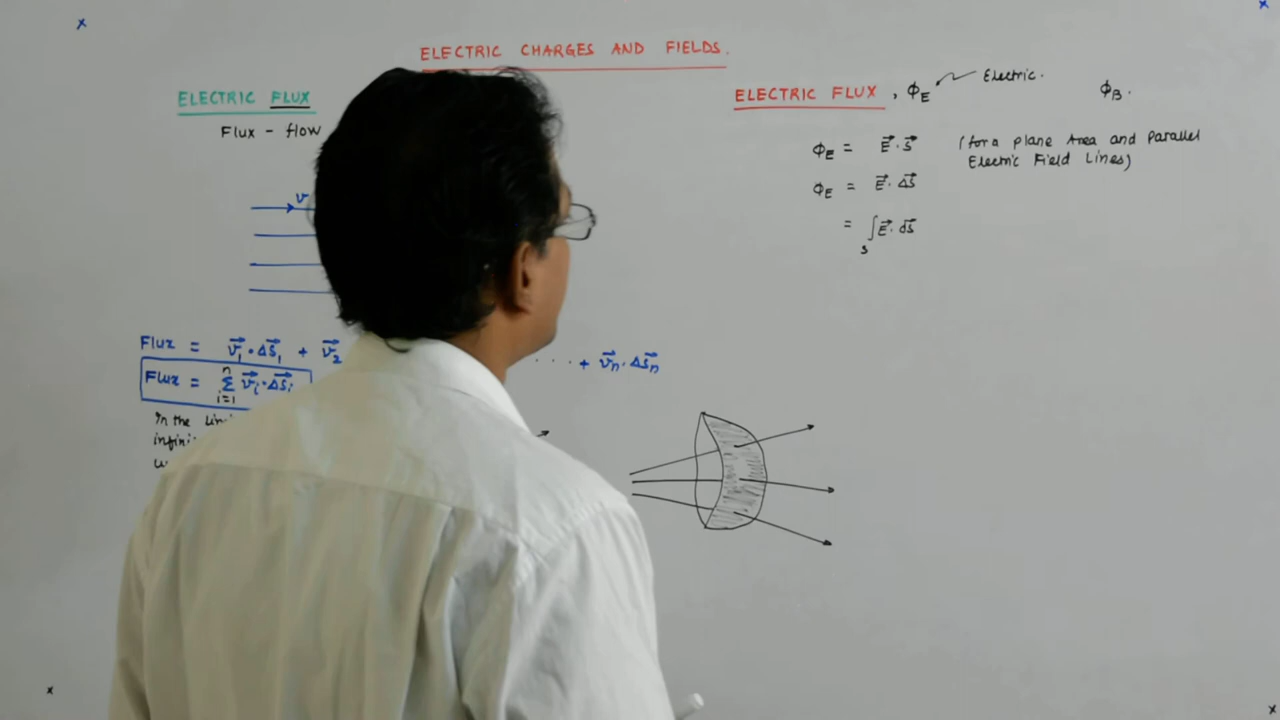 ELECTRIC CHARGES AND FIELDS.
ELECTRIC FLUX
Flux - flow
v
Flux = v⃗₁·Δs⃗₁ + v⃗₂ · · · + v⃗n·Δs⃗n
Flux = Σ v⃗ᵢ·Δs⃗ᵢ
n
i=1
In the
ELECTRIC FLUX, ϕE Electric. ϕB.
ϕE = E⃗·s⃗ (for a plane Area and Parallel
Electric Field Lines)
ϕE = E⃗·Δs⃗
= ∫s E⃗·ds⃗